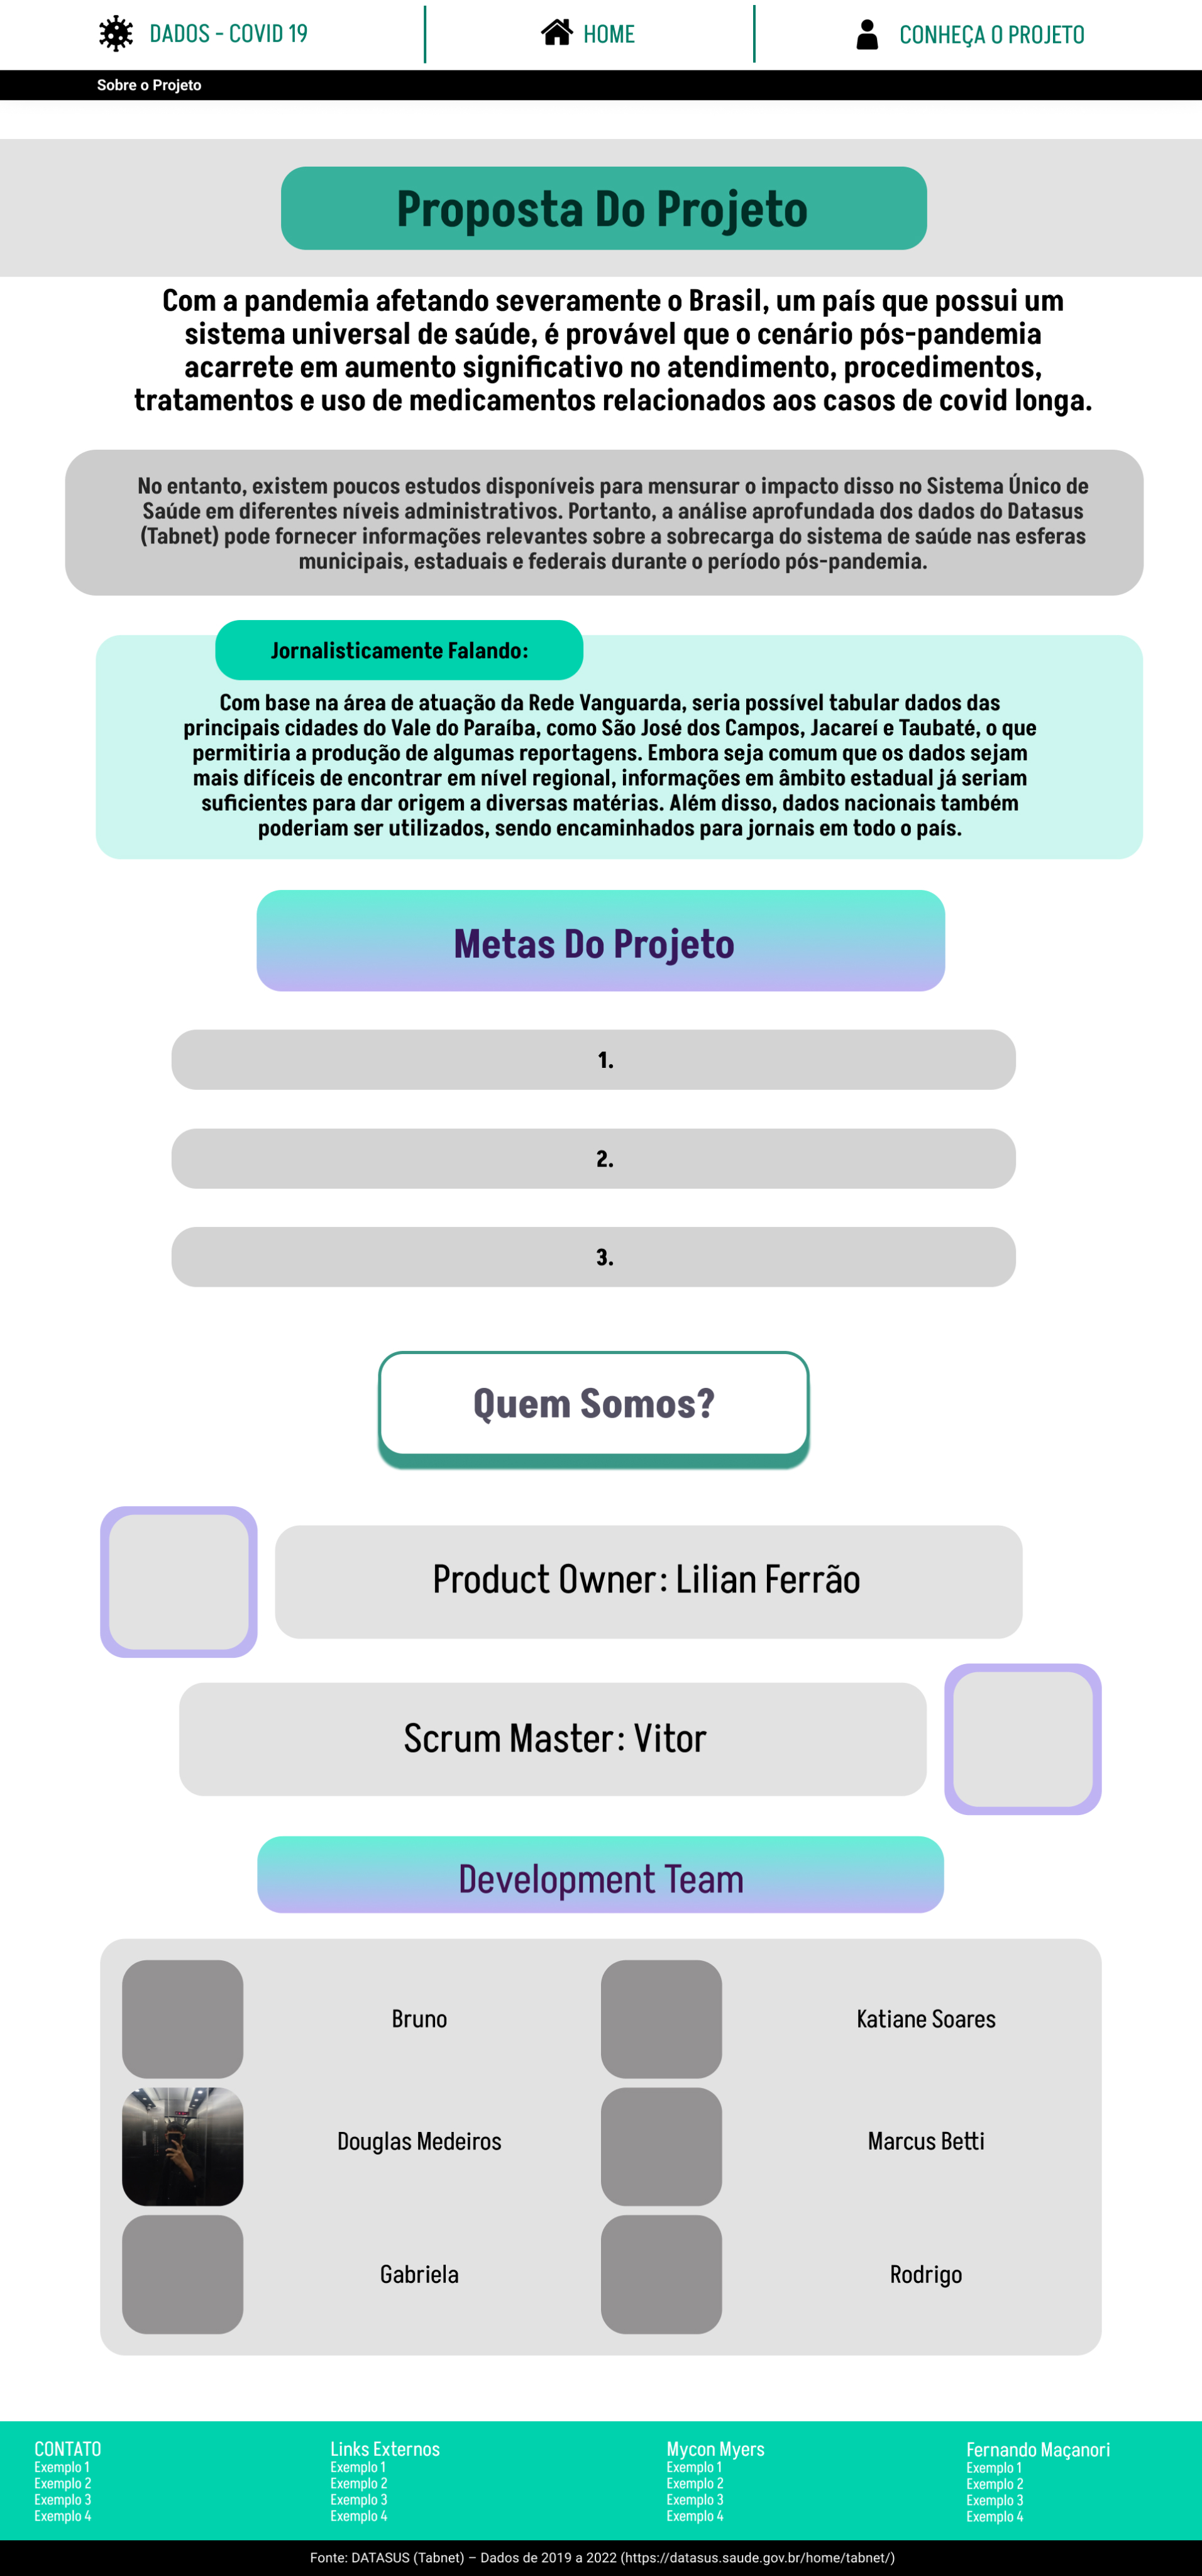 DADOS - COVID 19
HOME
CONHEÇA O PROJETO
Sobre o Projeto
Proposta Do Projeto
Com a pandemia afetando severamente o Brasil, um país que possui um
sistema universal de saúde, é provável que o cenário pós-pandemia
acarrete em aumento significativo no atendimento, procedimentos,
tratamentos e uso de medicamentos relacionados aos casos de covid longa.
No entanto, existem poucos estudos disponíveis para mensurar o impacto disso no Sistema Único de
Saúde em diferentes níveis administrativos. Portanto, a análise aprofundada dos dados do Datasus
(Tabnet) pode fornecer informações relevantes sobre a sobrecarga do sistema de saúde nas esferas
municipais, estaduais e federais durante o período pós-pandemia.
Jornalisticamente Falando:
Com base na área de atuação da Rede Vanguarda, seria possível tabular dados das
principais cidades do Vale do Paraíba, como São José dos Campos, Jacareí e Taubaté, o que
permitiria a produção de algumas reportagens. Embora seja comum que os dados sejam
mais difíceis de encontrar em nível regional, informações em âmbito estadual já seriam
suficientes para dar origem a diversas matérias. Além disso, dados nacionais também
poderiam ser utilizados, sendo encaminhados para jornais em todo o país.
Metas Do Projeto
1.
2.
3.
Quem Somos?
Product Owner: Lilian Ferrão
Scrum Master: Vitor
Development Team
Bruno
Katiane Soares
Douglas Medeiros
Marcus Betti
Gabriela
Rodrigo
CONTATO
Exemplo 1
Exemplo 2
Exemplo 3
Exemplo 4
Links Externos
Exemplo 1
Exemplo 2
Exemplo 3
Exemplo 4
Mycon Myers
Exemplo 1
Exemplo 2
Exemplo 3
Exemplo 4
Fernando Maçanori
Exemplo 1
Exemplo 2
Exemplo 3
Exemplo 4
Fonte: DATASUS (Tabnet) – Dados de 2019 a 2022 (https://datasus.saude.gov.br/home/tabnet/)